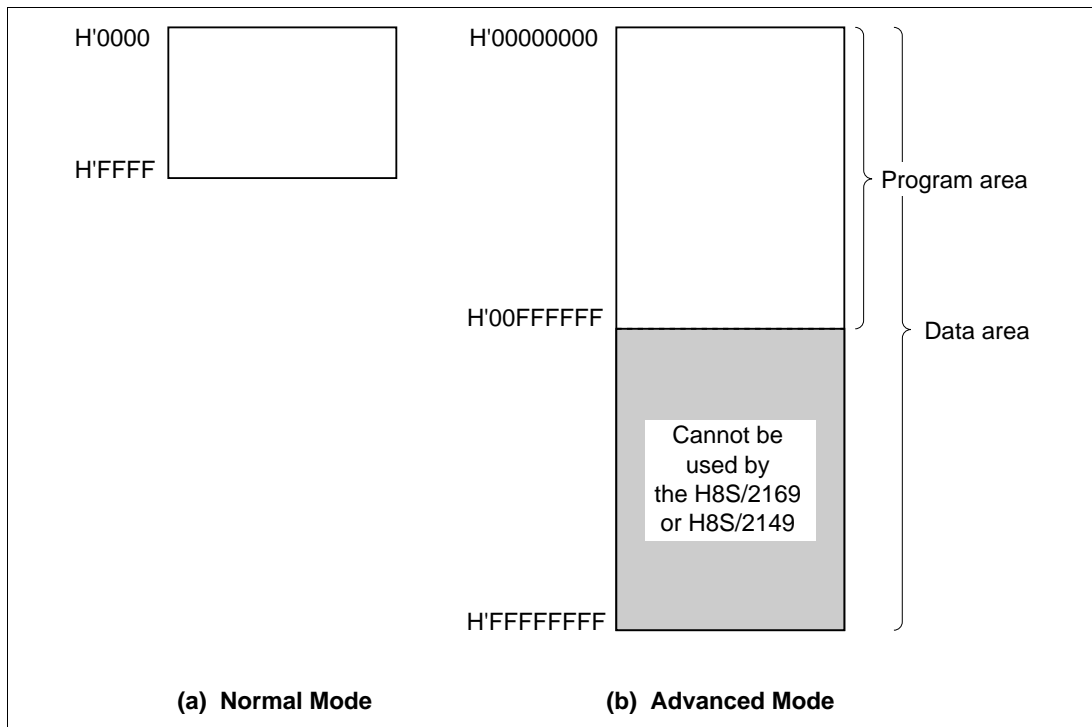 H'0000
H'FFFF
(a) Normal Mode
H'00000000
H'00FFFFFF
H'FFFFFFFF
Cannot be
used by
the H8S/2169
or H8S/2149
Program area
Data area
(b) Advanced Mode